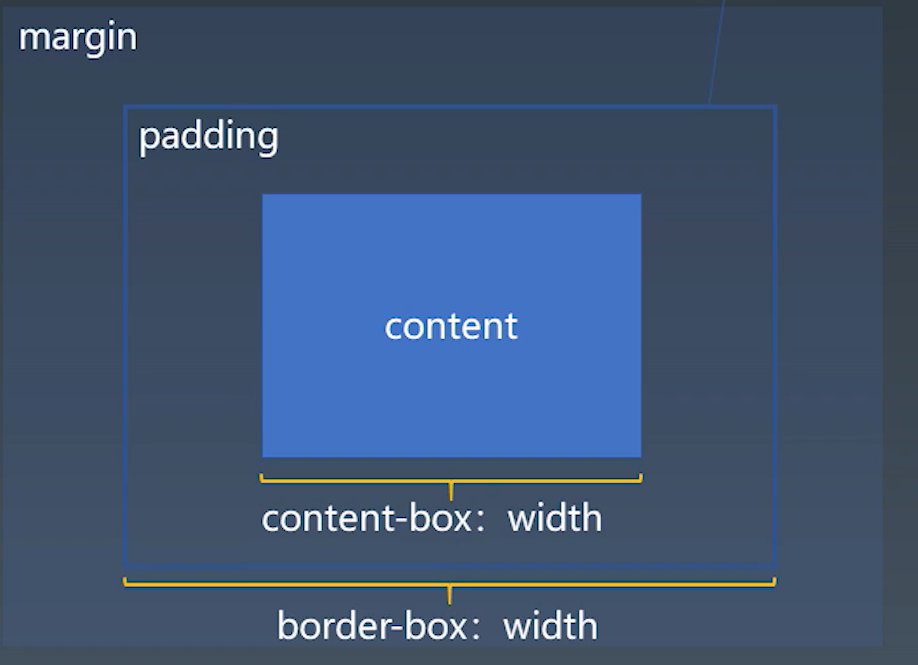 margin
padding
content
content-box：width
border-box：width